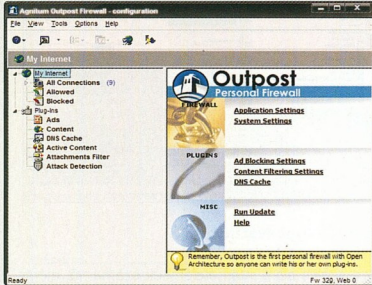 Agnitum Outpost Firewall - configuration
File View Tools Options Help
My Internet
My Internet
All Connections (9)
Allowed
Blocked
Plug-Ins
Ads
Content
DNS Cache
Active Content
Attachments Filter
Attack Detection
Outpost
Personal Firewall
FIREWALL
Application Settings
System Settings
PLUGINS
Ad Blocking Settings
Content Filtering Settings
DNS Cache
MISC
Run Update
Help
Remember, Outpost is the first personal firewall with Open
Architecture so anyone can write his or her own plug-ins.
Ready
Fw 329, Web 0